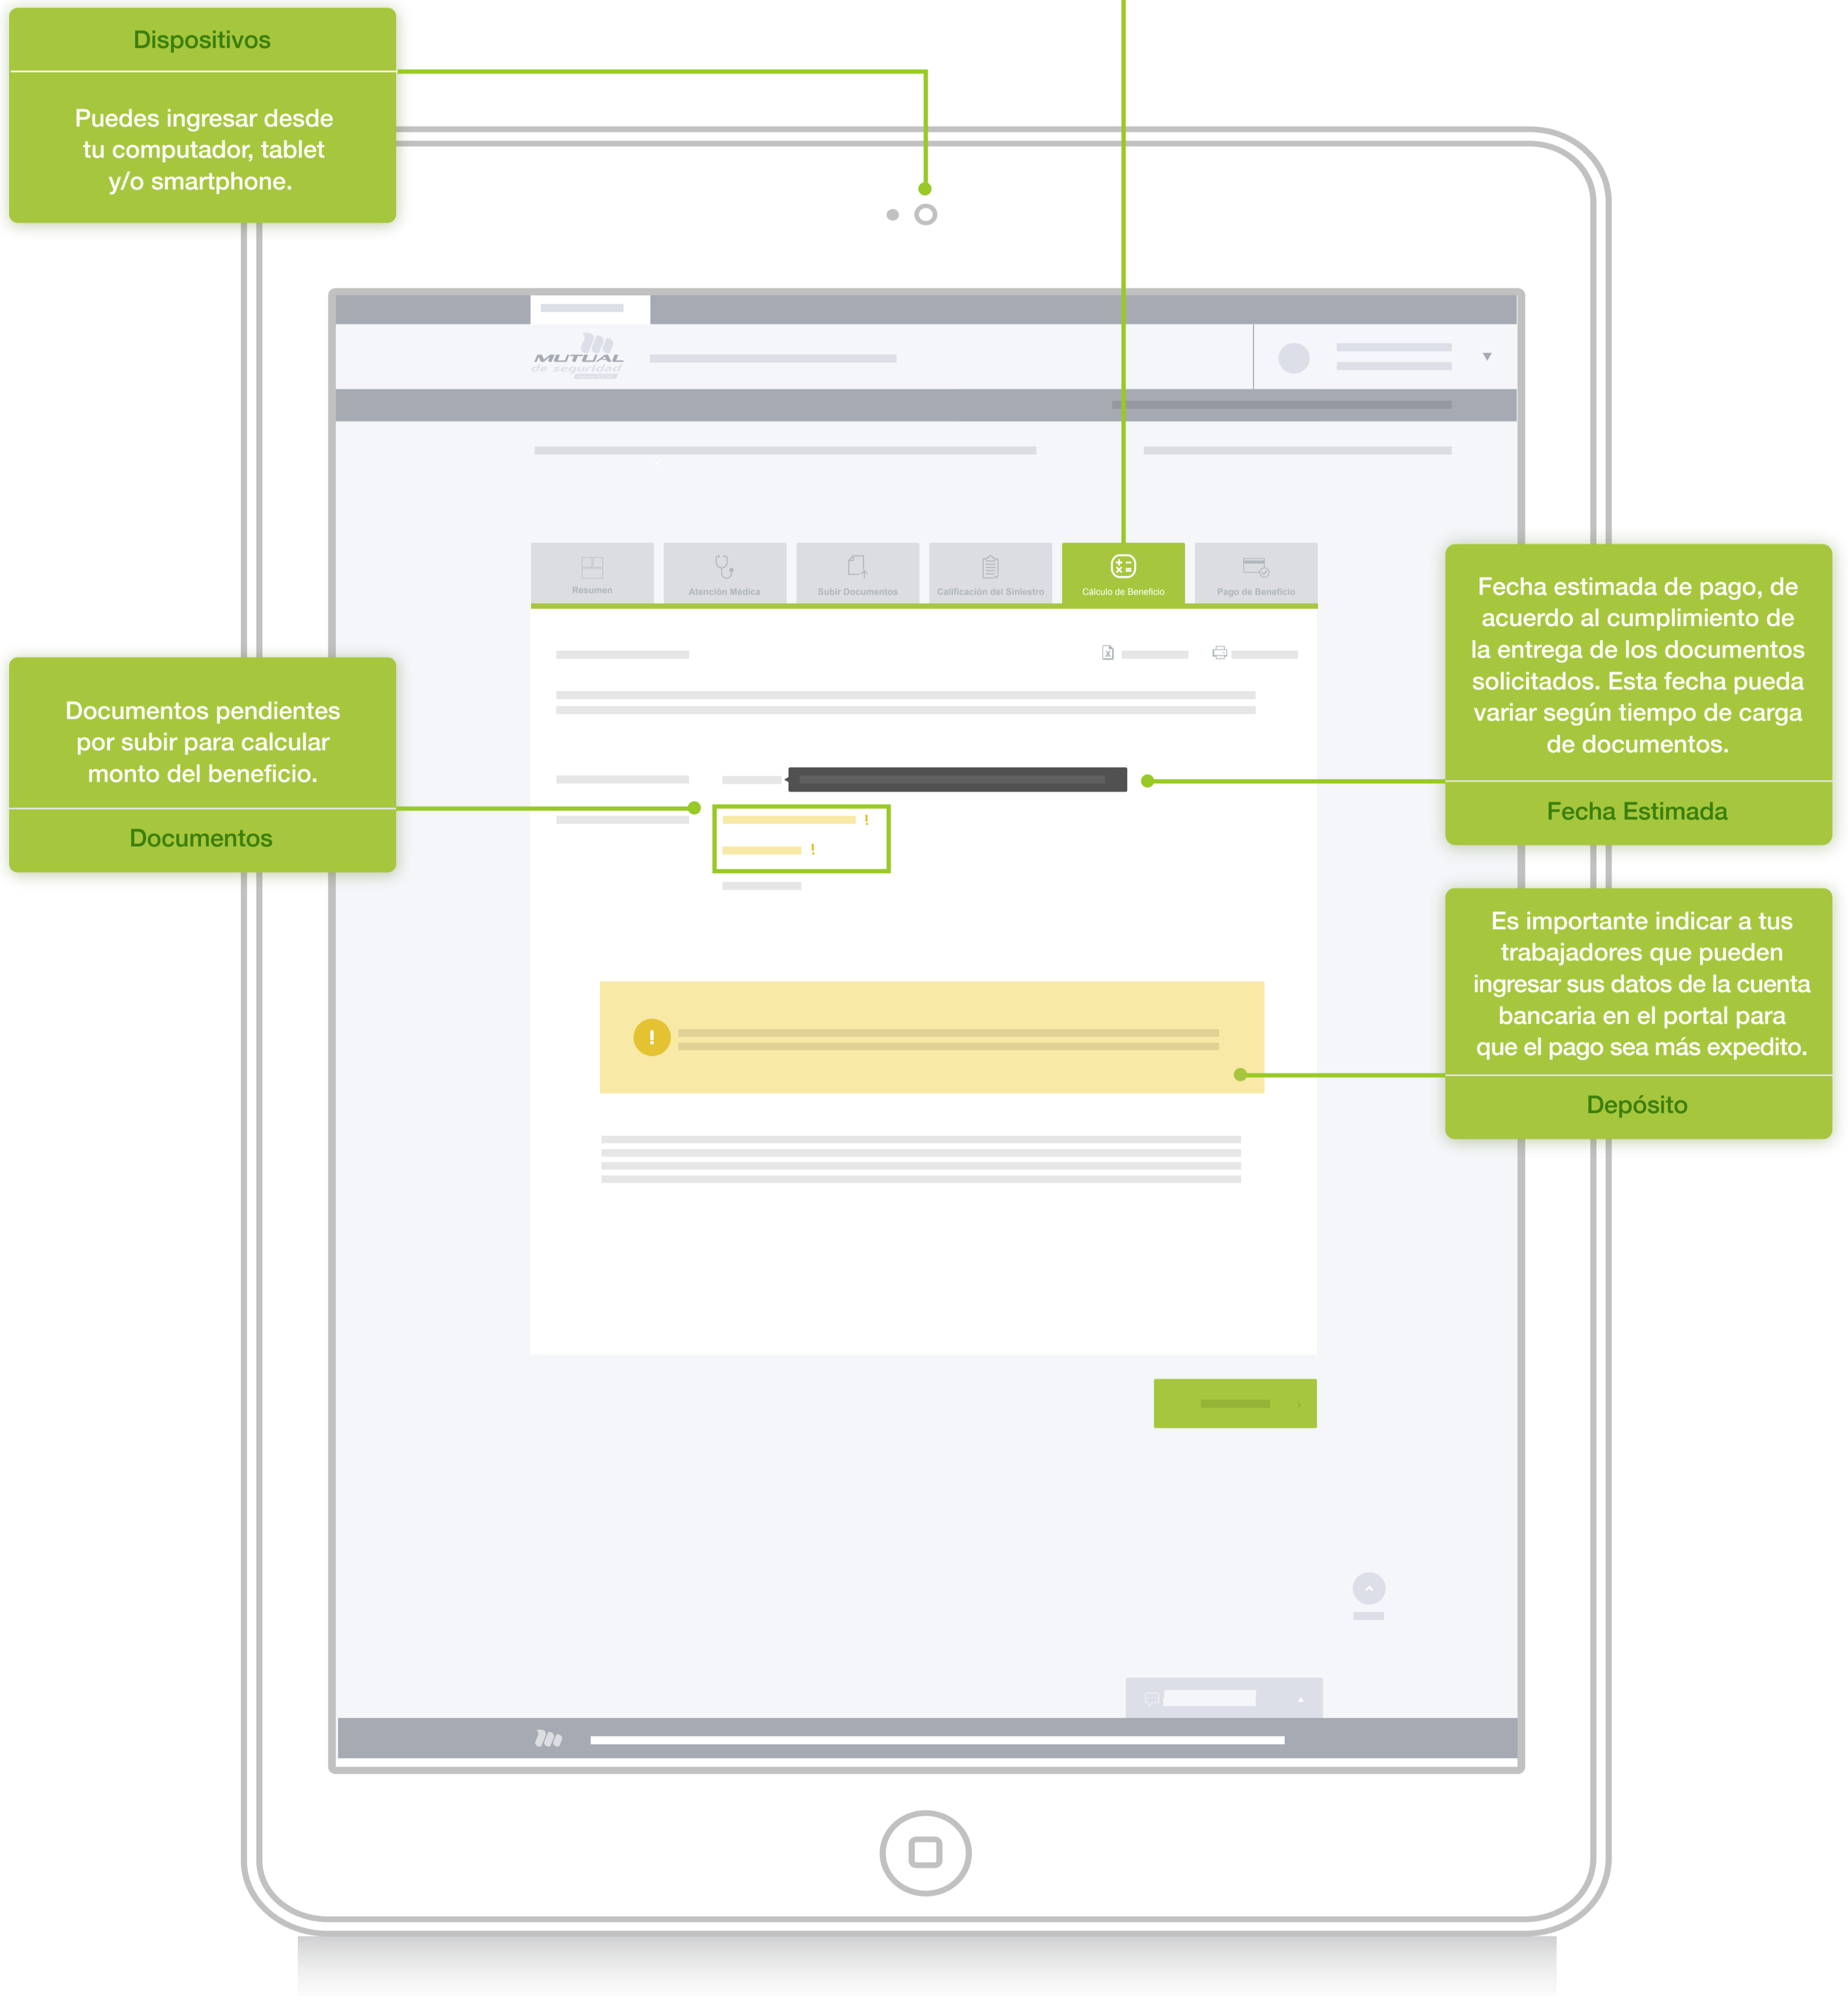 Dispositivos
Puedes ingresar desde
tu computador, tablet
y/o smartphone.
MUTUAL
de seguridad
Resumen
Atención Médica
Subir Documentos
Calificación del Siniestro
Cálculo de Beneficio
Pago de Beneficio
Fecha estimada de pago, de
acuerdo al cumplimiento de
la entrega de los documentos
solicitados. Esta fecha pueda
variar según tiempo de carga
de documentos.
Fecha Estimada
Documentos pendientes
por subir para calcular
monto del beneficio.
Documentos
!
!
!
Es importante indicar a tus
trabajadores que pueden
ingresar sus datos de la cuenta
bancaria en el portal para
que el pago sea más expedito.
Depósito